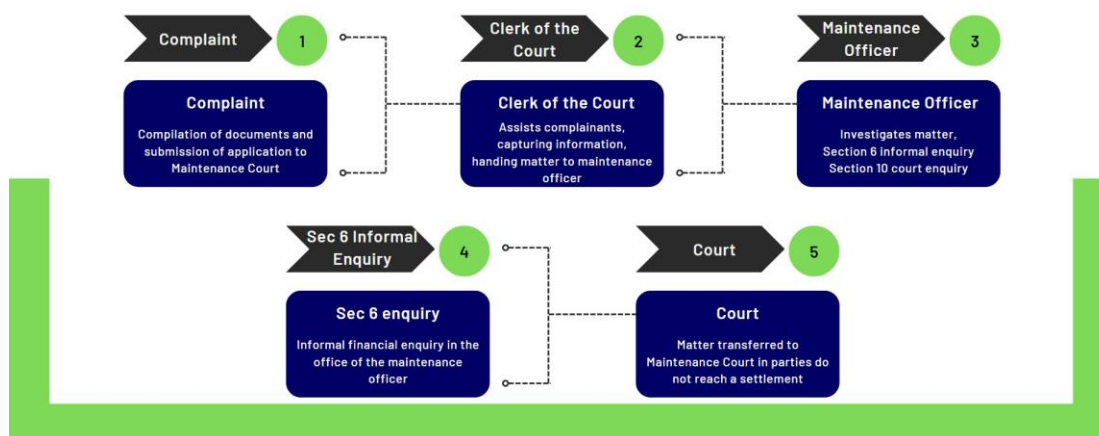 Complaint
1
Clerk of the
Court
2
Maintenance
Officer
3
Complaint
Compilation of documents and
submission of application to
Maintenance Court
Clerk of the Court
Assists complainants,
capturing information,
handing matter to maintenance
officer
Maintenance Officer
Investigates matter,
Section 6 informal enquiry
Section 10 court enquiry
Sec 6 Informal
Enquiry
4
Court
5
Sec 6 enquiry
Informal financial enquiry in the
office of the maintenance
officer
Court
Matter transferred to
Maintenance Court in parties do
not reach a settlement